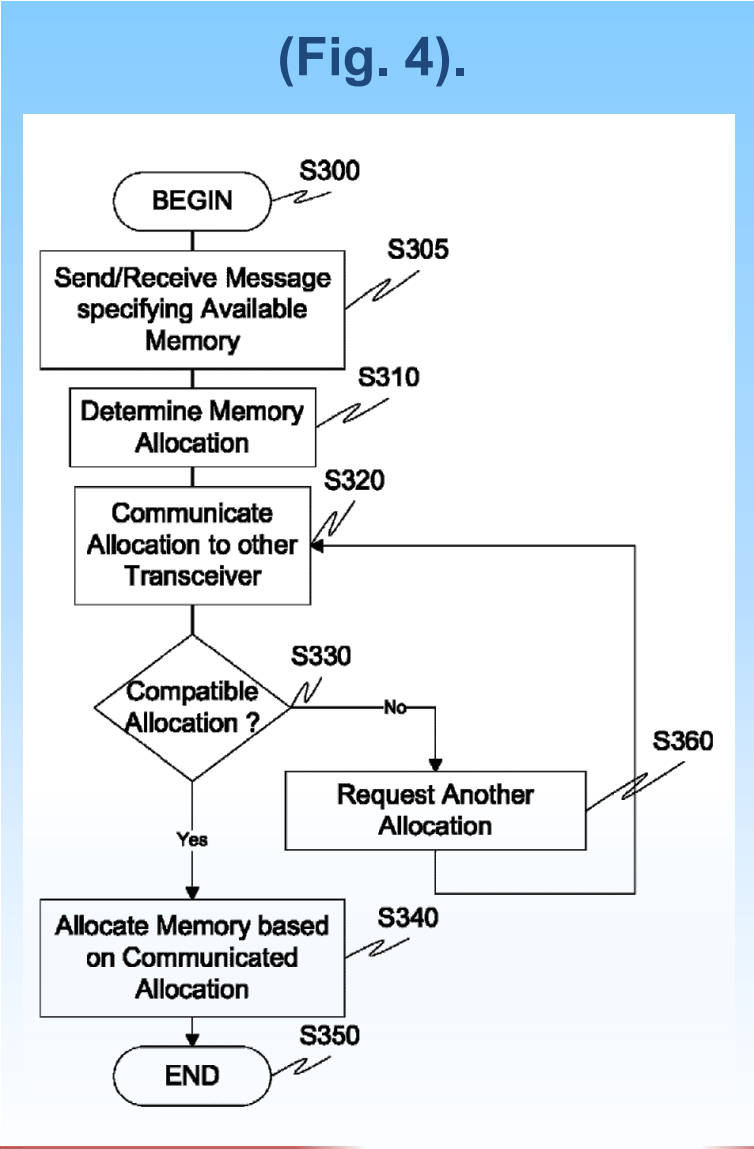 (Fig. 4).
S300
BEGIN
S305
Send/Receive Message
specifying Available
Memory
S310
Determine Memory
Allocation
S320
Communicate
Allocation to other
Transceiver
S330
Compatible
Allocation ?
No
S360
Request Another
Allocation
Yes
S340
Allocate Memory based
on Communicated
Allocation
S350
END